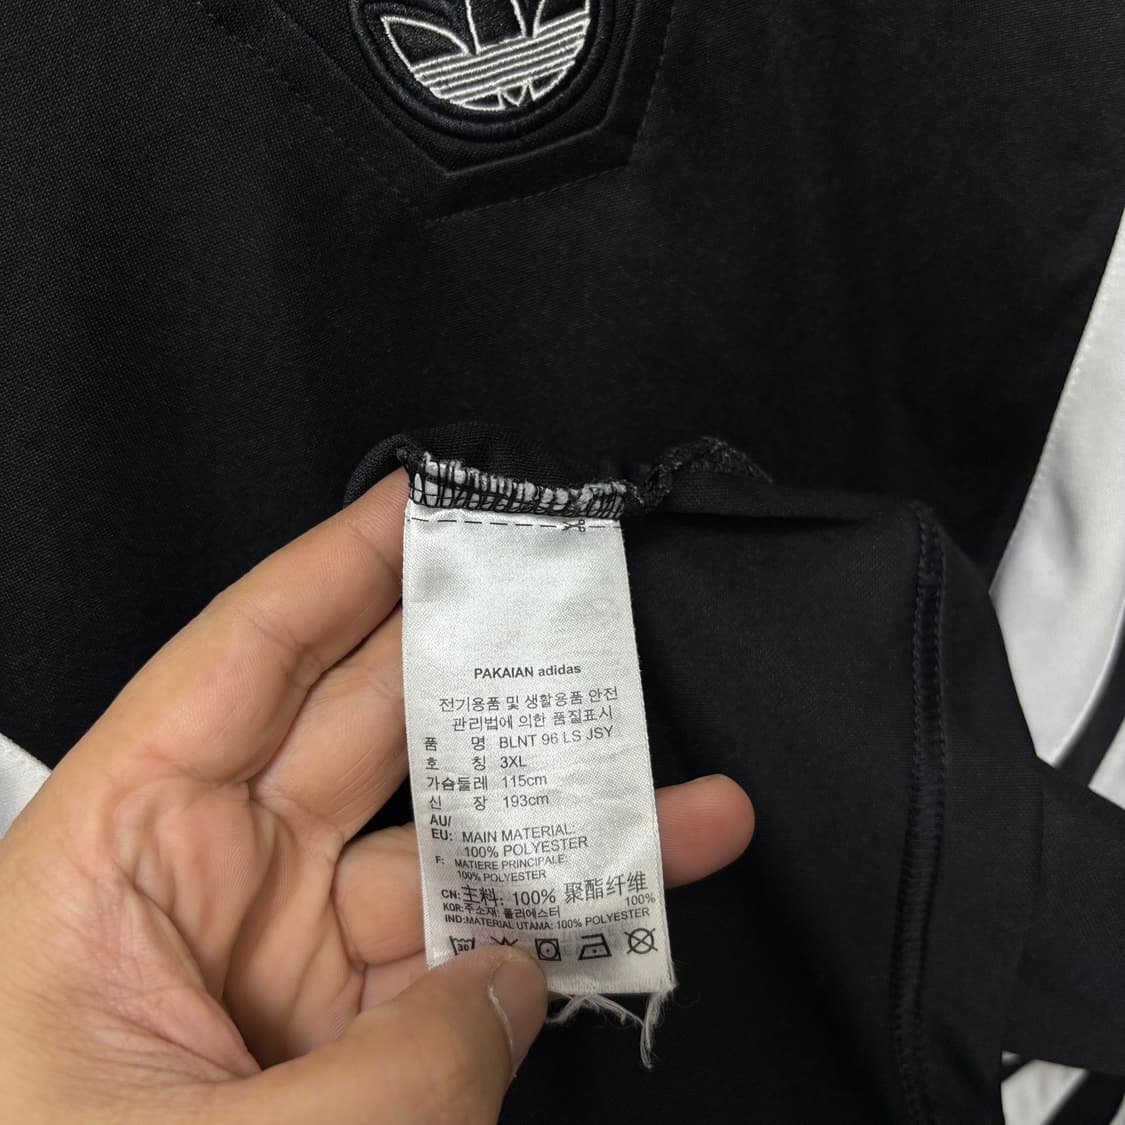 PAKAIAN adidas
전기용품 및 생활용품 안전
관리법에 의한 품질표시
품 명 BLNT 96 LS JSY
호 칭 3XL
가슴둘레 115cm
신 장 193cm
AU/
EU: MAIN MATERIAL:
100% POLYESTER
F: MATIERE PRINCIPALE:
100% POLYESTER
CN: 主料: 100% 聚酯纤维
KOR: 주소재: 폴리에스터 100%
IND: MATERIAL UTAMA: 100% POLYESTER
30